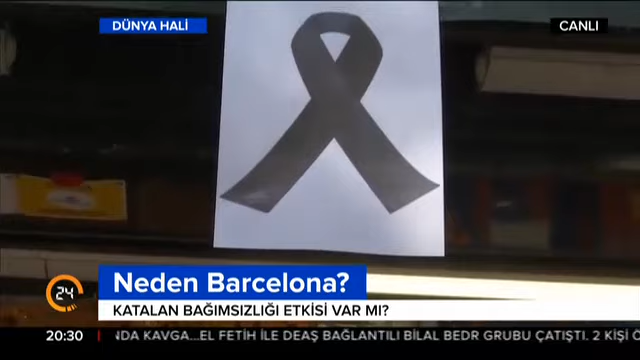 DÜNYA HALİ
CANLI
Neden Barcelona?
24
KATALAN BAĞIMSIZLIĞI ETKİSİ VAR MI?
20:30
NDA KAVGA...EL FETİH İLE DEAŞ BAĞLANTILI BİLAL BEDR GRUBU ÇATIŞTI. 2 KİŞİ Ö